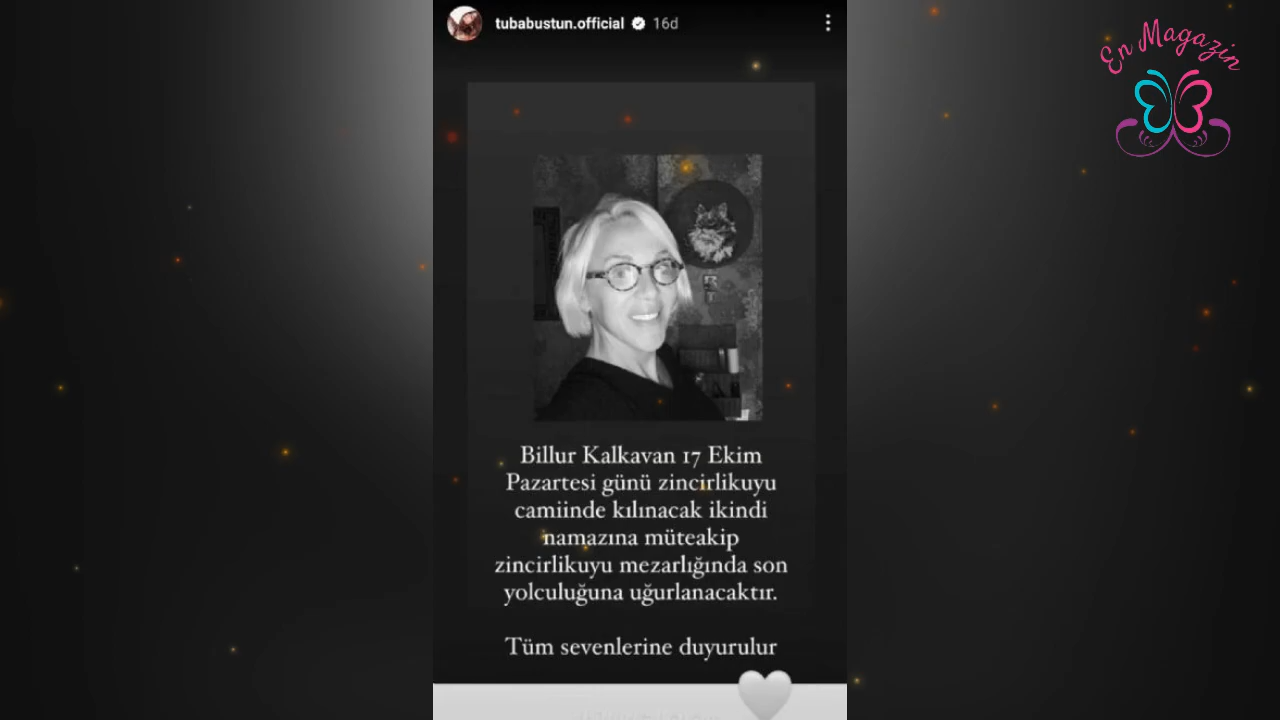 tubabustun.official 16d
En Magazin
Billur Kalkavan 17 Ekim
Pazartesi günü zincirlikuyu
camiinde kılınacak ikindi
namazına müteakip
zincirlikuyu mezarlığında son
yolculuğuna uğurlanacaktır.
Tüm sevenlerine duyurulur